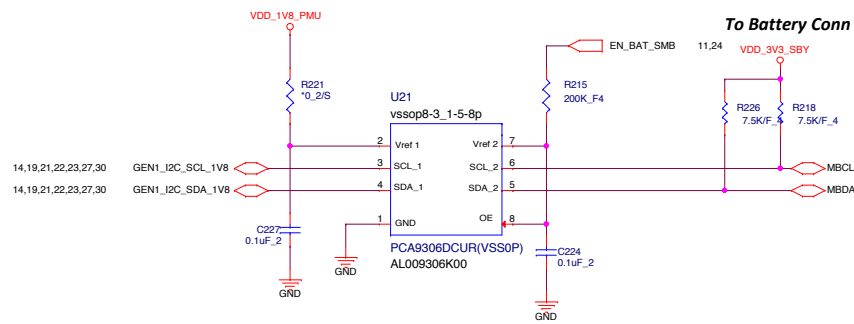 VDD_1V8_PMU
To Battery Conn
EN_BAT_SMB 11,24
VDD_3V3_SBY
R221
*0_2/S
U21
vssop8-3_1-5-8p
R215
200K_F4
R226
7.5K/F_4
R218
7.5K/F_4
2 Vref 1 Vref 2 7
14,19,21,22,23,27,30 GEN1_I2C_SCL_1V8 3 SCL_1 SCL_2 6 MBCL
14,19,21,22,23,27,30 GEN1_I2C_SDA_1V8 4 SDA_1 SDA_2 5 MBDA
1 GND OE 8
C227
0.1uF_2
PCA9306DCUR(VSS0P)
AL009306K00
C224
0.1uF_2
GND
GND
GND